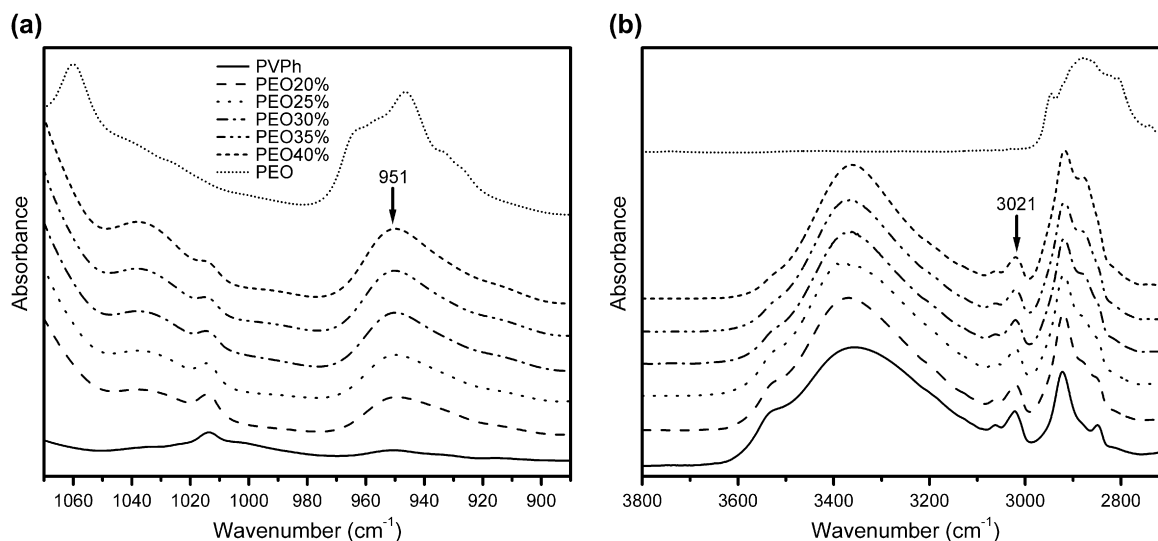 (a)
PVPh
PEO20%
PEO25%
PEO30%
PEO35%
PEO40%
PEO
951
Absorbance
1060 1040 1020 1000 980 960 940 920 900
Wavenumber (cm⁻¹)
(b)
3021
Absorbance
3800 3600 3400 3200 3000 2800
Wavenumber (cm⁻¹)